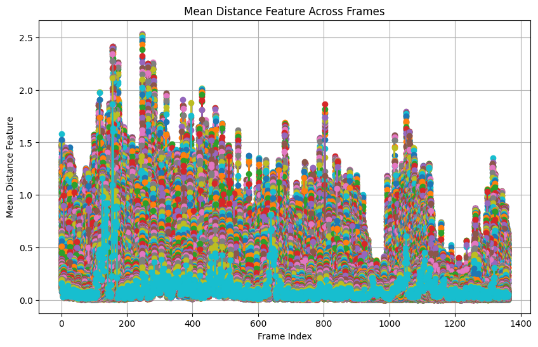 Mean Distance Feature Across Frames
2.5
2.0
1.5
1.0
0.5
0.0
Mean Distance Feature
0 200 400 600 800 1000 1200 1400
Frame Index